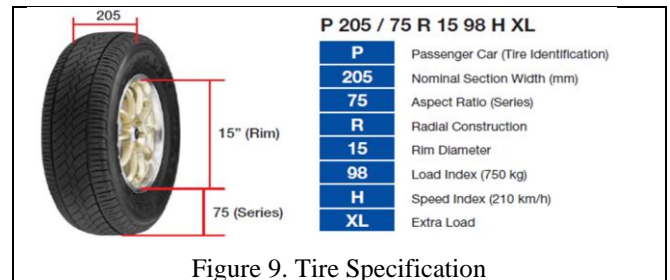 205
15" (Rim)
75 (Series)
P 205 / 75 R 15 98 H XL
P Passenger Car (Tire Identification)
205 Nominal Section Width (mm)
75 Aspect Ratio (Series)
R Radial Construction
15 Rim Diameter
98 Load Index (750 kg)
H Speed Index (210 km/h)
XL Extra Load
Figure 9. Tire Specification